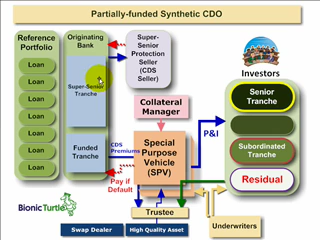 Partially-funded Synthetic CDO
Reference
Portfolio
Loan
Loan
Loan
Loan
Loan
Loan
Loan
Originating
Bank
Super-Senior
Tranche
Funded
Tranche
Super-
Senior
Protection
Seller
(CDS
Seller)
Collateral
Manager
CDS
Premiums
Pay if
Default
Special
Purpose
Vehicle
(SPV)
P&I
Investors
Senior
Tranche
Subordinated
Tranche
Residual
Trustee
Swap Dealer
High Quality Asset
Underwriters
Bionic Turtle